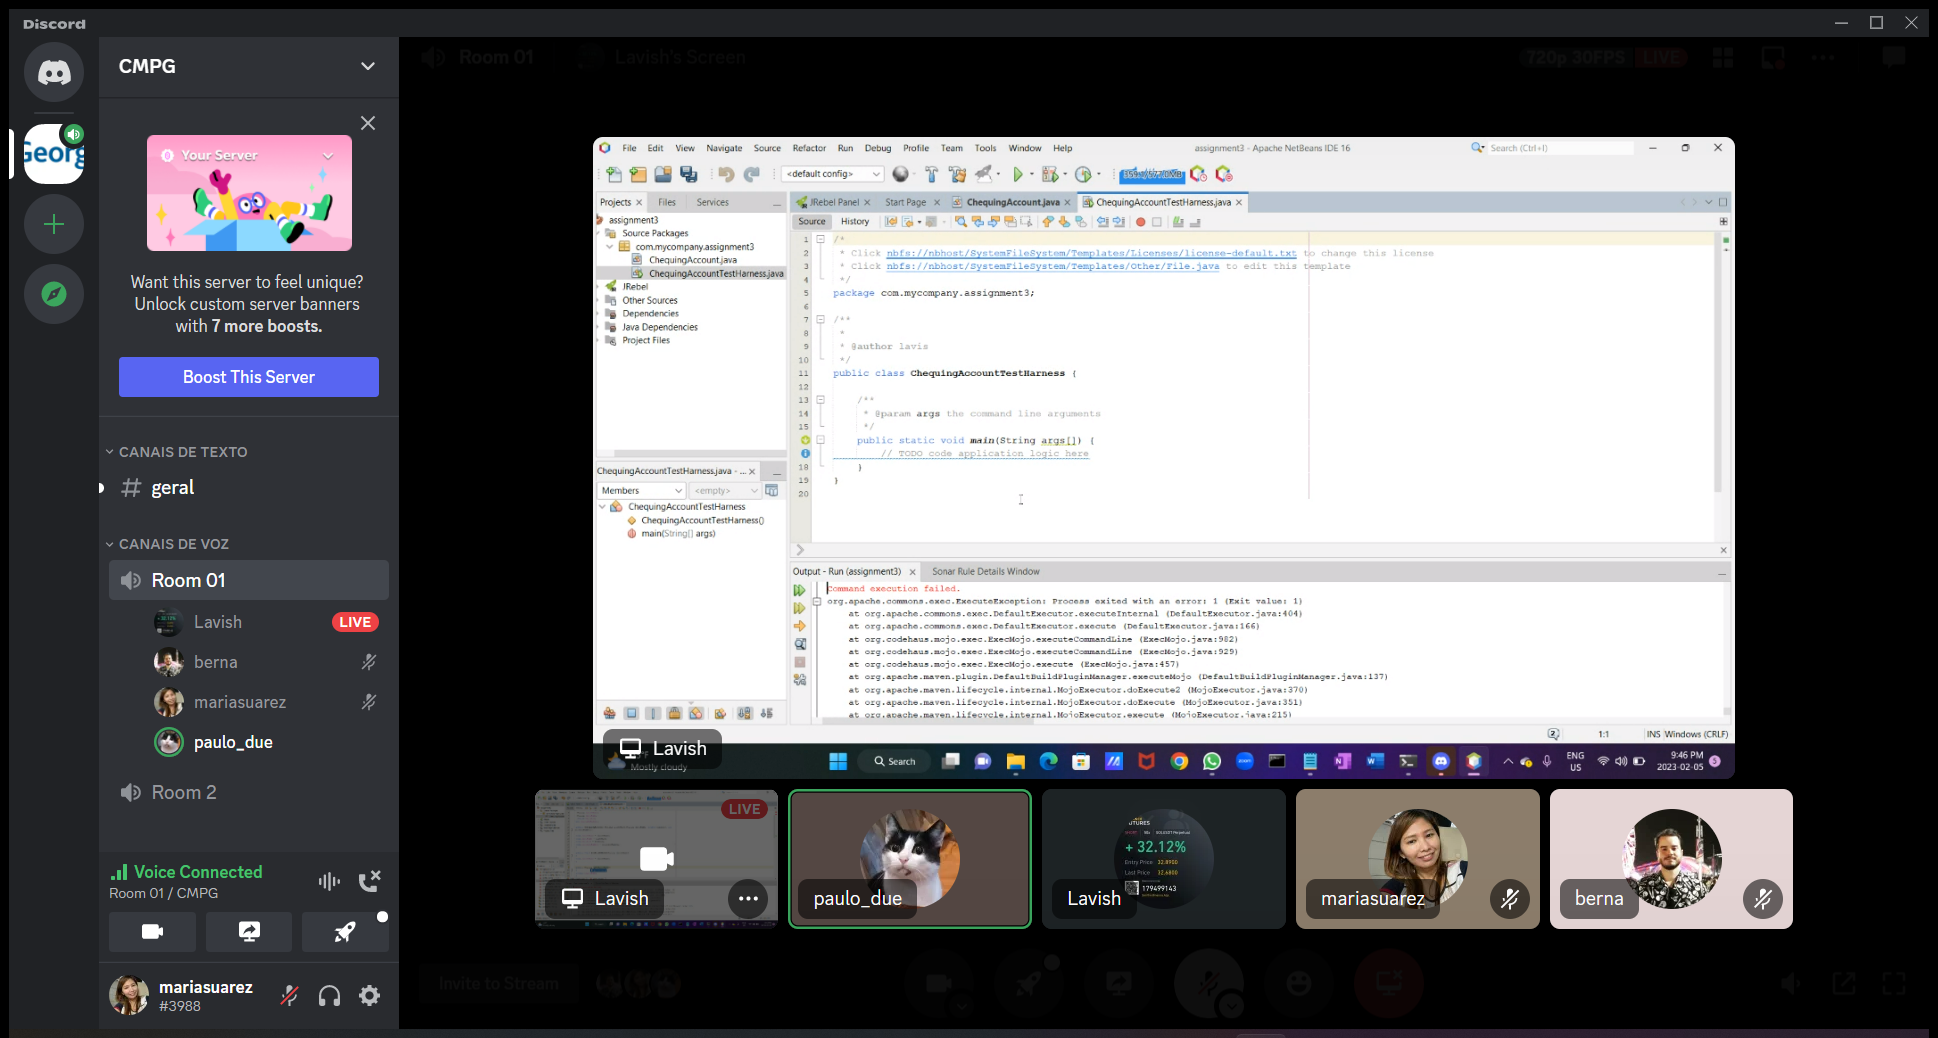 Discord
CMPG
Georg
Your Server
Want this server to feel unique?
Unlock custom server banners
with 7 more boosts.
Boost This Server
CANAIS DE TEXTO
geral
CANAIS DE VOZ
Room 01
Lavish
LIVE
berna
mariasuarez
paulo_due
Room 2
Voice Connected
Room 01 / CMPG
mariasuarez
#3988
Room 01
Lavish's Screen
720p 30FPS
LIVE
File Edit View Navigate Source Refactor Run Debug Profile Team Tools Window Help
assignment3 - Apache NetBeans IDE 16
Search (Ctrl+I)
<default config>
Projects
Files
Services
assignment3
Source Packages
com.mycompany.assignment3
ChequingAccount.java
ChequingAccountTestHarness.java
JRebel
Other Sources
Dependencies
Java Dependencies
Project Files
ChequingAccountTestHarness.java - ...
Members
<empty>
ChequingAccountTestHarness
ChequingAccountTestHarness()
main(String[] args)
JRebel Panel
Start Page
ChequingAccount.java
ChequingAccountTestHarness.java
Source
History
1 /*
2 * Click nbfs://nbhost/SystemFileSystem/Templates/Licenses/license-default.txt to change this license
3 * Click nbfs://nbhost/SystemFileSystem/Templates/Other/File.java to edit this template
4 */
5 package com.mycompany.assignment3;
6
7 /**
8 *
9 * @author lavis
10 */
11 public class ChequingAccountTestHarness {
12
13 /**
14 * @param args the command line arguments
15 */
public static void main(String args[]) {
// TODO code application logic here
18 }
19 }
20
Output - Run (assignment3)
Sonar Rule Details Window
Command execution failed.
org.apache.commons.exec.ExecuteException: Process exited with an error: 1 (Exit value: 1)
at org.apache.commons.exec.DefaultExecutor.executeInternal (DefaultExecutor.java:404)
at org.apache.commons.exec.DefaultExecutor.execute (DefaultExecutor.java:166)
at org.codehaus.mojo.exec.ExecMojo.executeCommandLine (ExecMojo.java:982)
at org.codehaus.mojo.exec.ExecMojo.executeCommandLine (ExecMojo.java:929)
at org.codehaus.mojo.exec.ExecMojo.execute (ExecMojo.java:457)
at org.apache.maven.plugin.DefaultBuildPluginManager.executeMojo (DefaultBuildPluginManager.java:137)
at org.apache.maven.lifecycle.internal.MojoExecutor.doExecute2 (MojoExecutor.java:370)
at org.apache.maven.lifecycle.internal.MojoExecutor.doExecute (MojoExecutor.java:351)
at org.apache.maven.lifecycle.internal.MojoExecutor.execute (MojoExecutor.java:215)
1:1
INS
Windows (CRLF)
Lavish
Mostly cloudy
Search
ENG
US
9:46 PM
2023-02-05
LIVE
Lavish
paulo_due
+ 32.12%
Entry Price 32.8900
Last Price 32.6800
179499143
Lavish
mariasuarez
berna
Invite to Stream